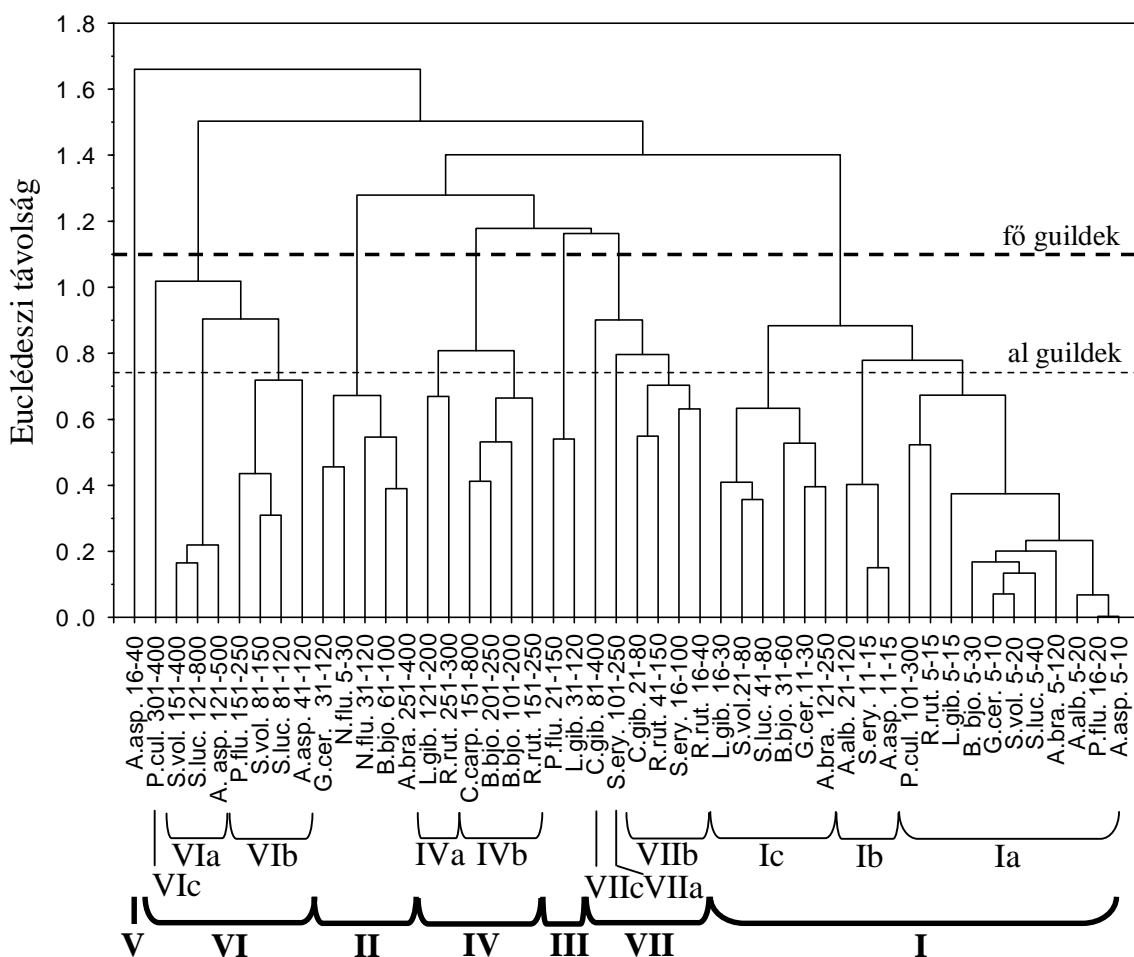 Euclédeszi távolság
1.8
1.6
1.4
1.2
1.0
0.8
0.6
0.4
0.2
0.0
fő guildek
al guildek
A.asp. 16-40
P.cul. 301-400
S.vol. 151-400
S.luc. 121-800
A. asp. 121-500
P.flu. 151-250
S.vol. 81-150
S.luc. 81-120
A.asp. 41-120
G.cer. 31-120
N.flu. 5-30
N.flu. 31-120
B.bjo. 61-100
A.bra. 251-400
L.gib. 121-200
R.rut. 251-300
C.carp. 151-800
B.bjo. 201-250
B.bjo. 101-200
R.rut. 151-250
P.flu. 21-150
L.gib. 31-120
C.gib. 81-400
S.ery. 101-250
C.gib. 21-80
R.rut. 41-150
S.ery. 16-100
R.rut. 16-40
L.gib. 16-30
S.vol.21-80
S.luc. 41-80
B.bjo. 31-60
G.cer.11-30
A.bra. 121-250
A.alb. 21-120
S.ery. 11-15
A.asp. 11-15
P.cul. 101-300
R.rut. 5-15
L.gib. 5-15
B. bjo. 5-30
G.cer. 5-10
S.vol. 5-20
S.luc. 5-40
A.bra. 5-120
A.alb. 5-20
P.flu. 16-20
A.asp. 5-10
VIa VIb IVa IVb VIIb Ic Ib Ia
VIc VIIc VIIa
V VI II IV III VII I